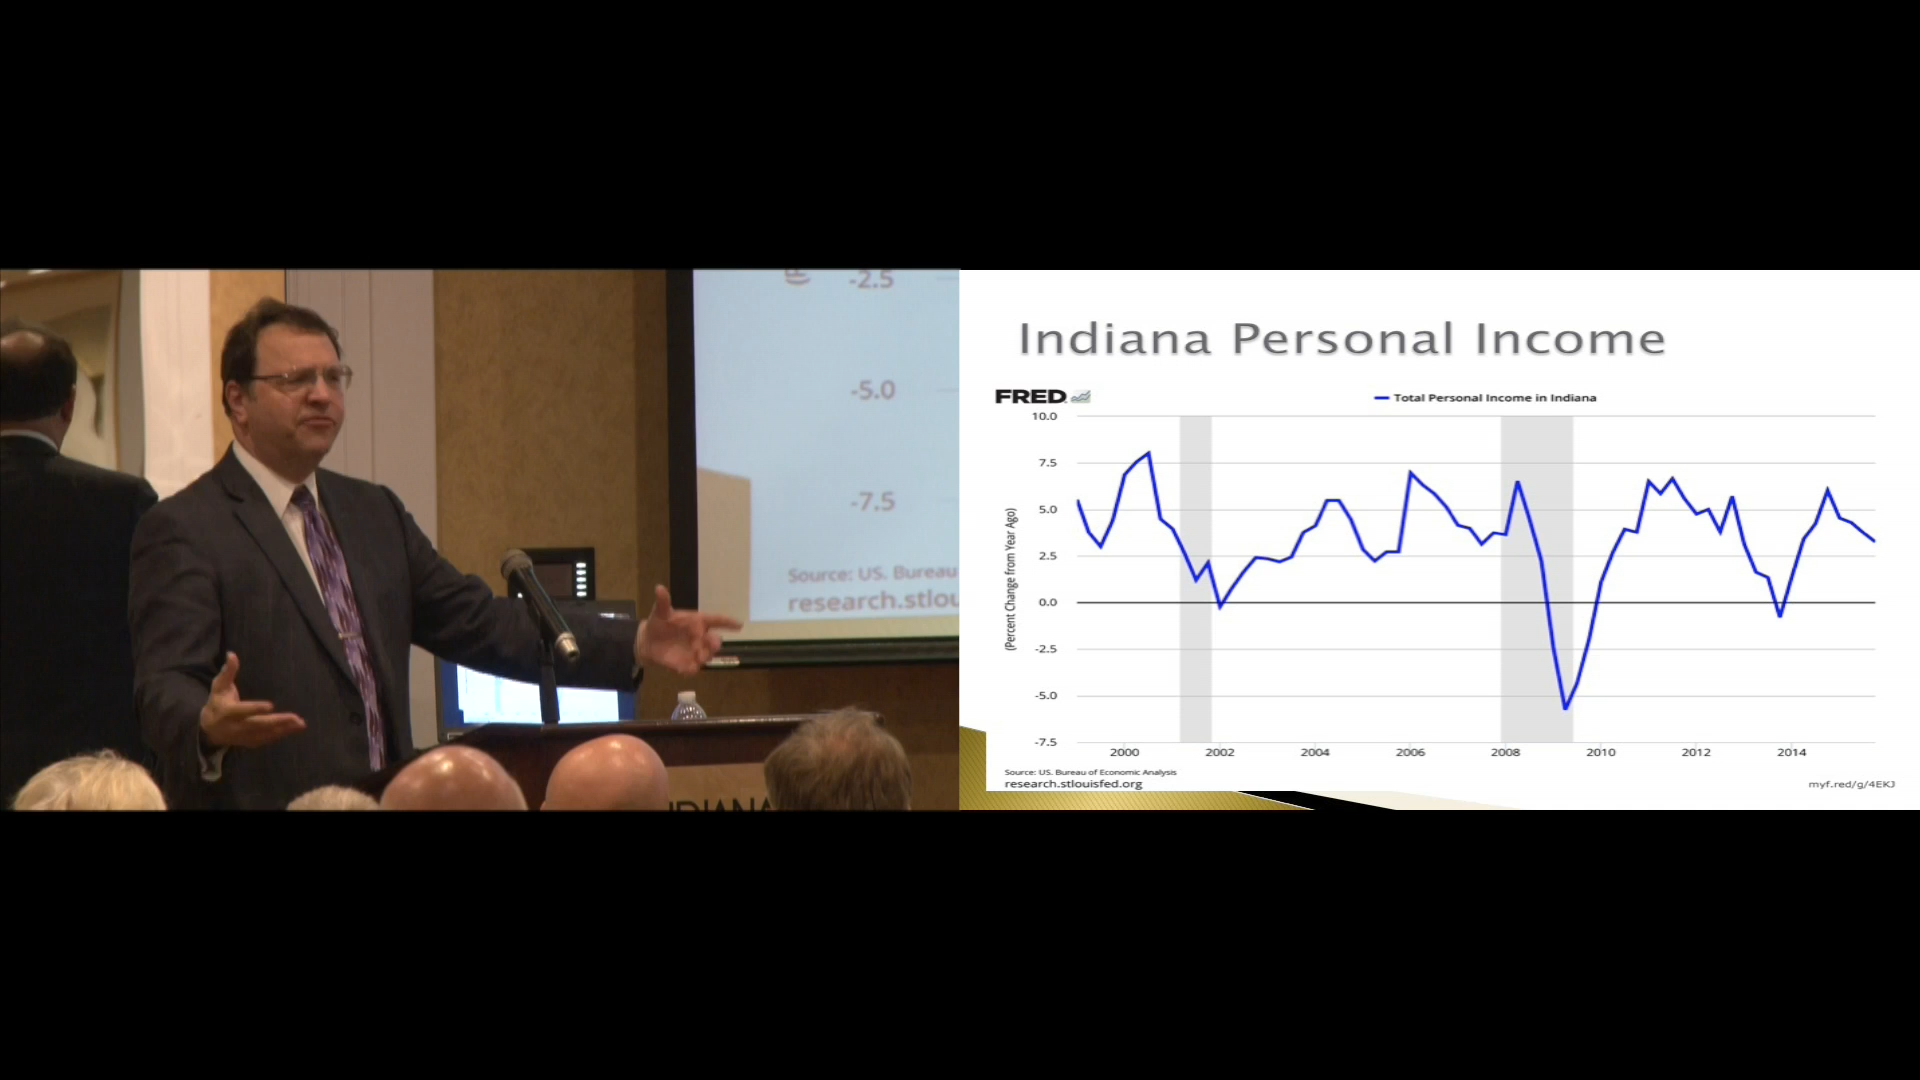 -2.5
-5.0
-7.5
Source: US. Bureau
research.stlou
INDIANA
Indiana Personal Income
FRED
Total Personal Income in Indiana
(Percent Change from Year Ago)
10.0
7.5
5.0
2.5
0.0
-2.5
-5.0
-7.5
2000 2002 2004 2006 2008 2010 2012 2014
Source: US. Bureau of Economic Analysis
research.stlouisfed.org
myf.red/g/4EKJ